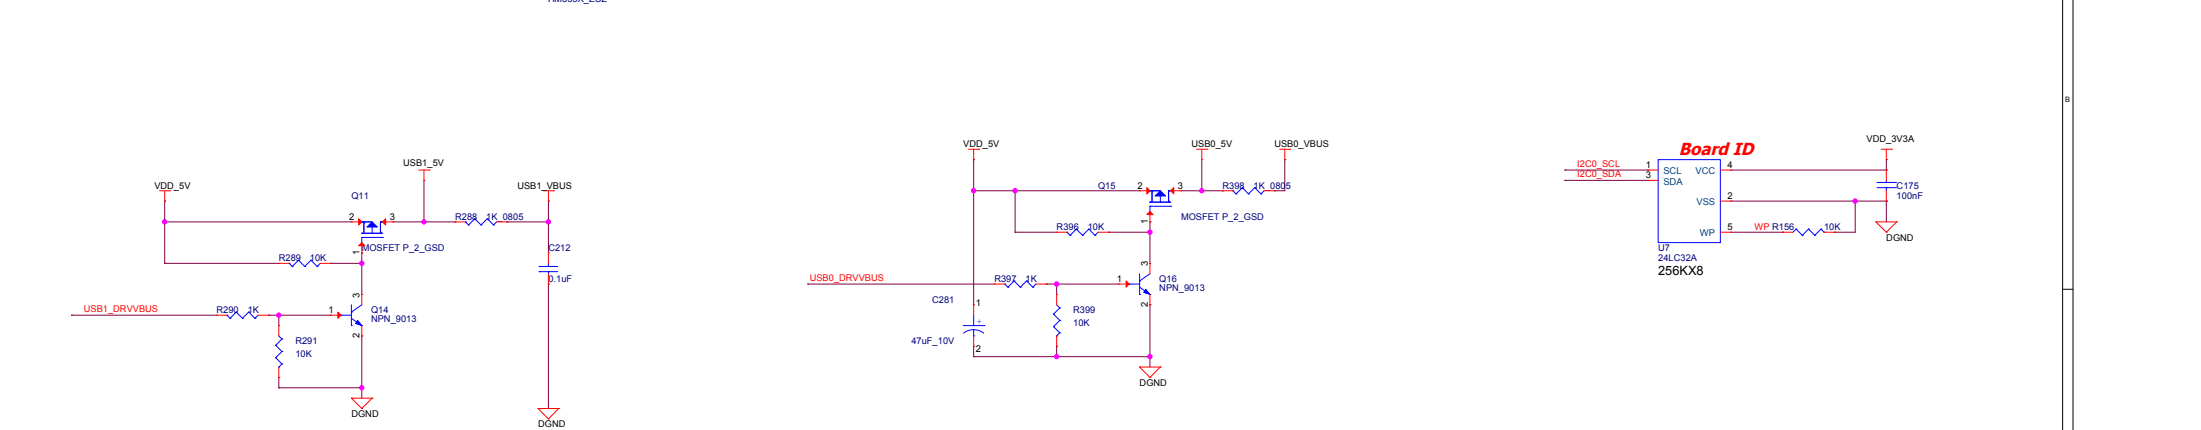 B
VDD_5V
USB1_5V
Q11
2
3
1
MOSFET P_2_GSD
R288 1K 0805
USB1_VBUS
C212
0.1uF
DGND
R289 10K
USB1_DRVVBUS
R290 1K
1
3
2
Q14
NPN_9013
R291
10K
DGND
VDD_5V
USB0_5V
USB0_VBUS
Q15
2
3
1
MOSFET P_2_GSD
R398 1K 0805
R396 10K
USB0_DRVVBUS
R397 1K
1
3
2
Q16
NPN_9013
C281
1
+
2
47uF_10V
R399
10K
DGND
Board ID
VDD_3V3A
I2C0_SCL
I2C0_SDA
1
3
SCL
SDA
VCC
VSS
WP
4
2
5
WP R156 10K
C175
100nF
DGND
U7
24LC32A
256KX8